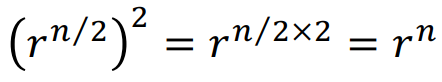 (r^{n/2})^2 = r^{n/2×2} = r^n